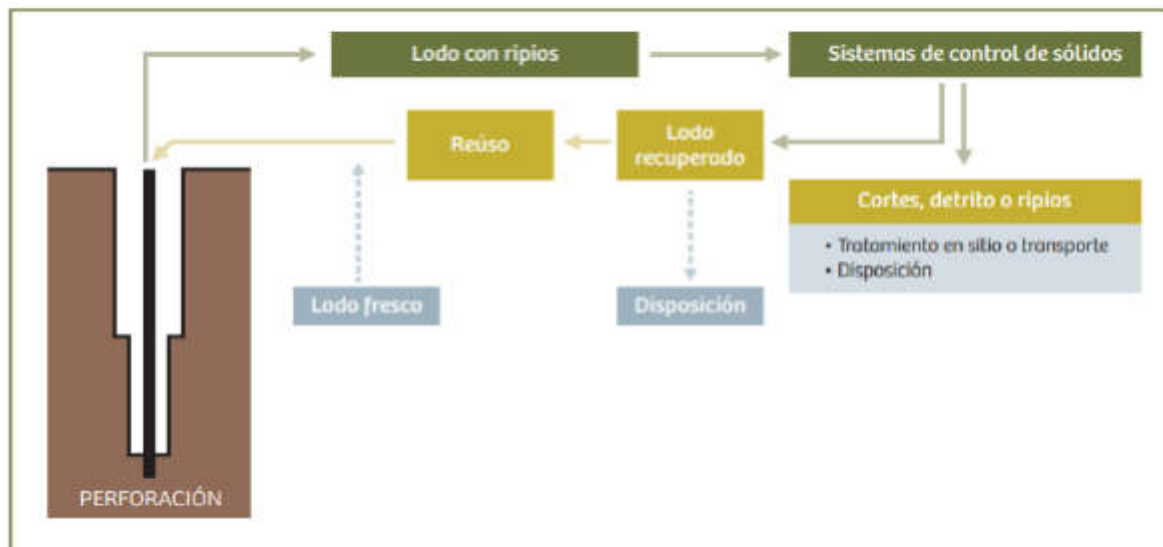 Lodo con ripios
Sistemas de control de sólidos
Reúso
Lodo
recuperado
Cortes, detrito o ripios
• Tratamiento en sitio o transporte
• Disposición
Lodo fresco
Disposición
PERFORACIÓN